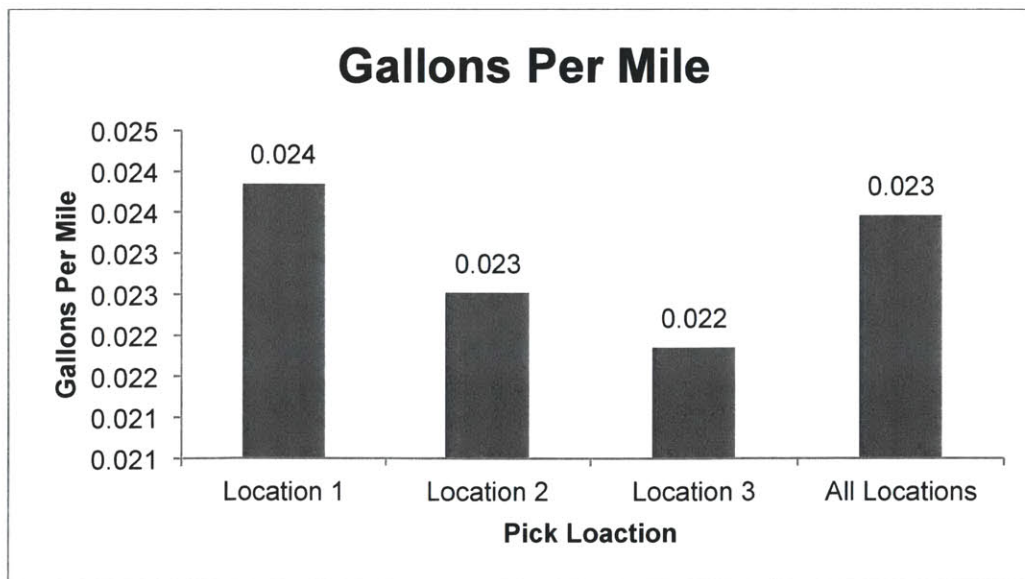 Gallons Per Mile
Gallons Per Mile
0.025
0.024
0.024
0.023
0.023
0.022
0.022
0.021
0.021
0.024
0.023
0.022
0.023
Location 1
Location 2
Location 3
All Locations
Pick Loaction